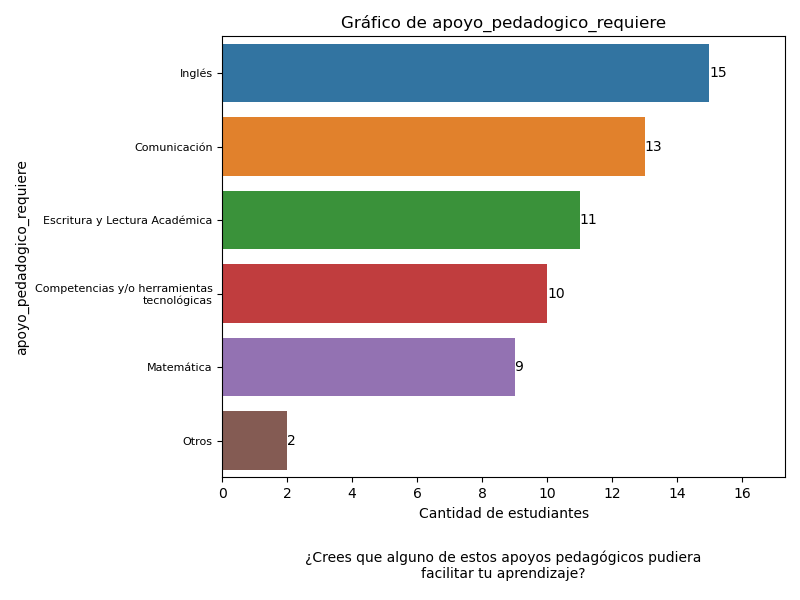 Gráfico de apoyo_pedadogico_requiere
apoyo_pedadogico_requiere
Inglés
15
Comunicación
13
Escritura y Lectura Académica
11
Competencias y/o herramientas
tecnológicas
10
Matemática
9
Otros
2
0 2 4 6 8 10 12 14 16
Cantidad de estudiantes
¿Crees que alguno de estos apoyos pedagógicos pudiera
facilitar tu aprendizaje?